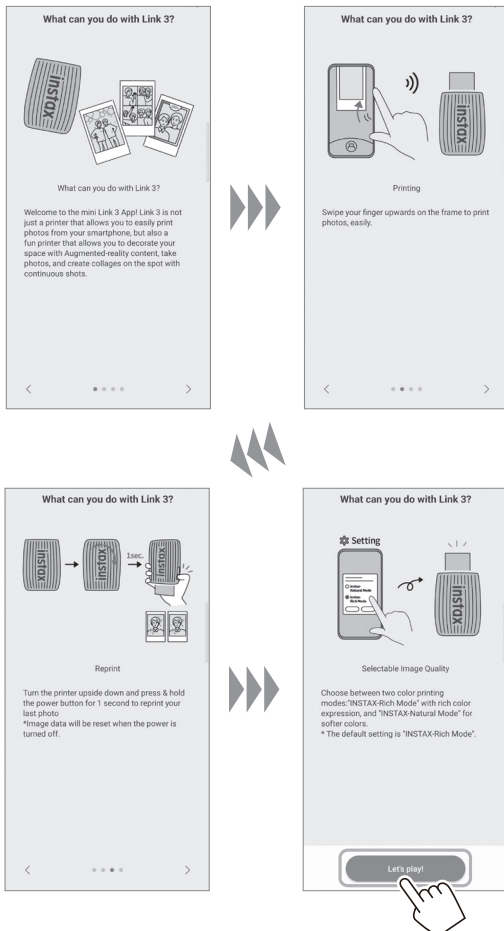 What can you do with Link 3?
instax
What can you do with Link 3?
Welcome to the mini Link 3 App! Link 3 is not
just a printer that allows you to easily print
photos from your smartphone, but also a
fun printer that allows you to decorate your
space with Augmented-reality content, take
photos, and create collages on the spot with
continuous shots.
What can you do with Link 3?
instax
Printing
Swipe your finger upwards on the frame to print
photos, easily.
What can you do with Link 3?
instax
instax
1sec.
instax
Reprint
Turn the printer upside down and press & hold
the power button for 1 second to reprint your
last photo
*Image data will be reset when the power is
turned off.
What can you do with Link 3?
Setting
instax
Natural Mode
instax
Rich Mode
instax
Selectable Image Quality
Choose between two color printing
modes:"INSTAX-Rich Mode" with rich color
expression, and "INSTAX-Natural Mode" for
softer colors.
* The default setting is "INSTAX-Rich Mode".
Let's play!